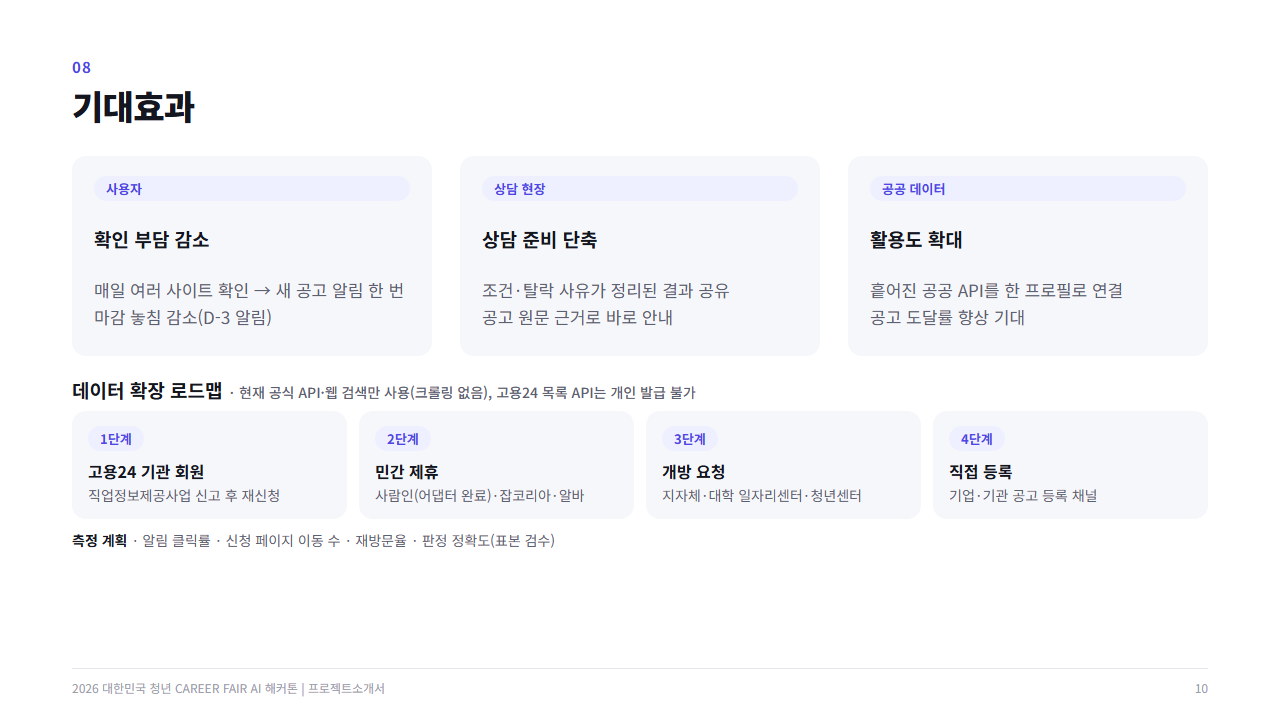 08
기대효과
사용자
확인 부담 감소
매일 여러 사이트 확인 → 새 공고 알림 한 번
마감 놓침 감소(D-3 알림)
상담 현장
상담 준비 단축
조건·탈락 사유가 정리된 결과 공유
공고 원문 근거로 바로 안내
공공 데이터
활용도 확대
흩어진 공공 API를 한 프로필로 연결
공고 도달률 향상 기대
데이터 확장 로드맵 · 현재 공식 API·웹 검색만 사용(크롤링 없음), 고용24 목록 API는 개인 발급 불가
1단계
고용24 기관 회원
직업정보제공사업 신고 후 재신청
2단계
민간 제휴
사람인(어댑터 완료)·잡코리아·알바
3단계
개방 요청
지자체·대학 일자리센터·청년센터
4단계
직접 등록
기업·기관 공고 등록 채널
측정 계획 · 알림 클릭률 · 신청 페이지 이동 수 · 재방문율 · 판정 정확도(표본 검수)
2026 대한민국 청년 CAREER FAIR AI 해커톤 | 프로젝트소개서
10